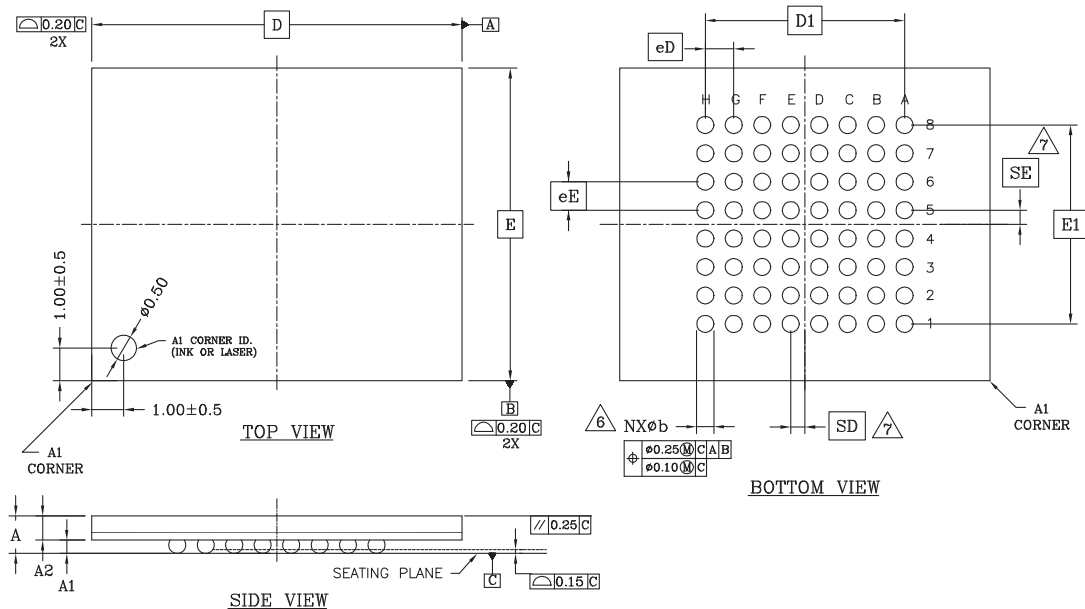 ⌓ 0.20 C
2X
D
A
E
1.00±0.5
ø0.50
A1 CORNER ID.
(INK OR LASER)
1.00±0.5
B
⌓ 0.20 C
2X
A1
CORNER
TOP VIEW
D1
eD
H G F E D C B A
8
7
6
5
4
3
2
1
7
SE
eE
E1
6 NXøb
⌖ ø0.25Ⓜ C A B
ø0.10Ⓜ C
SD 7
A1
CORNER
BOTTOM VIEW
A
A2
A1
// 0.25 C
SEATING PLANE
C
⌓ 0.15 C
SIDE VIEW